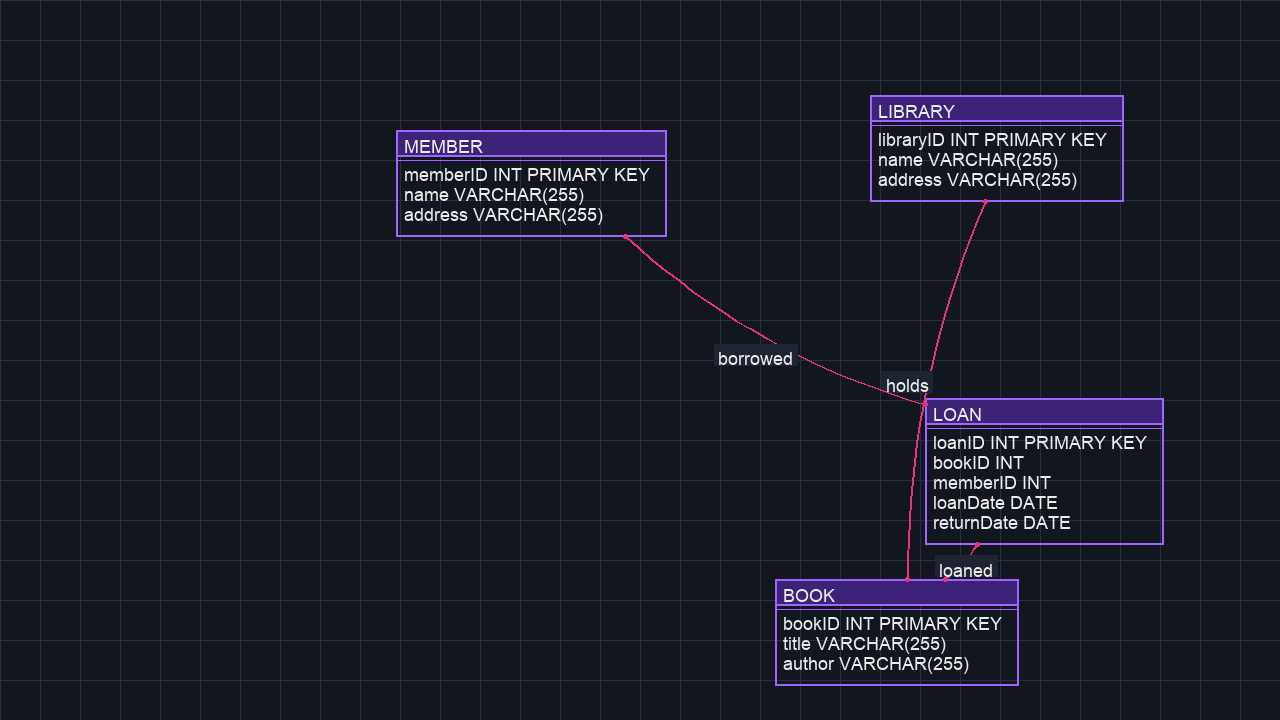 LIBRARY
libraryID INT PRIMARY KEY
name VARCHAR(255)
address VARCHAR(255)
MEMBER
memberID INT PRIMARY KEY
name VARCHAR(255)
address VARCHAR(255)
borrowed
holds
LOAN
loanID INT PRIMARY KEY
bookID INT
memberID INT
loanDate DATE
returnDate DATE
loaned
BOOK
bookID INT PRIMARY KEY
title VARCHAR(255)
author VARCHAR(255)